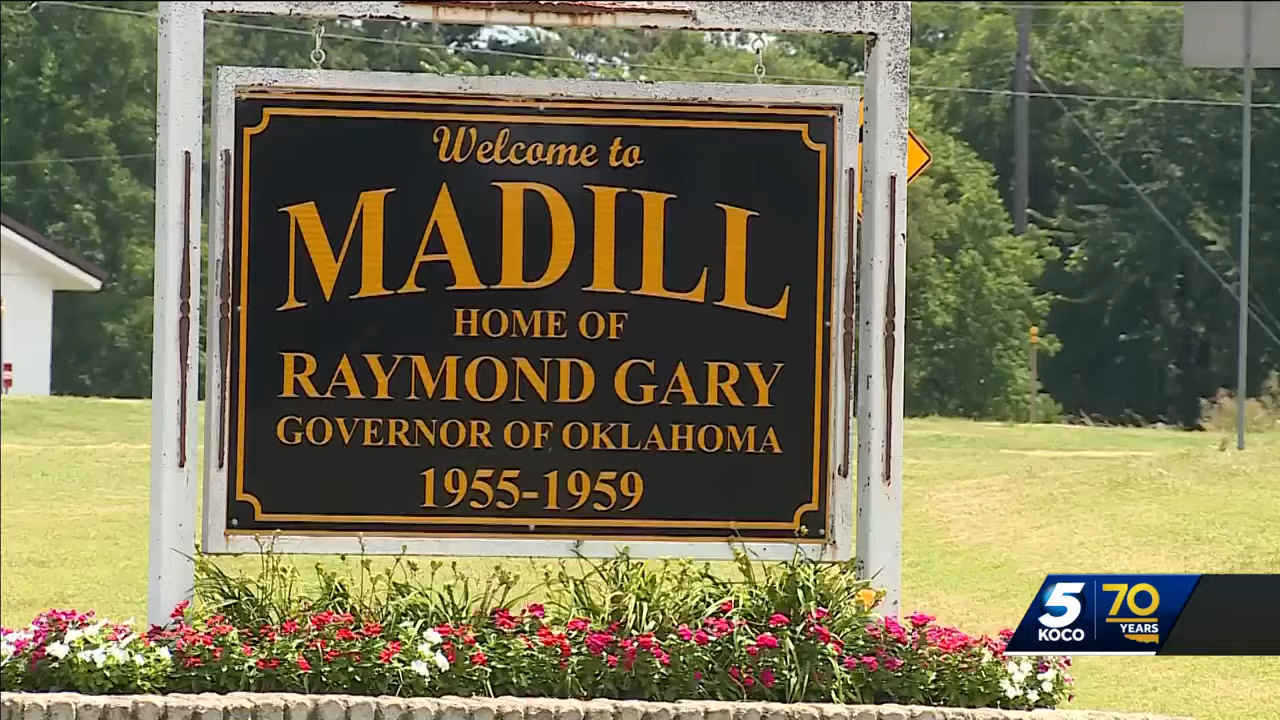 Welcome to
MADILL
HOME OF
RAYMOND GARY
GOVERNOR OF OKLAHOMA
1955-1959
5 70
KOCO YEARS